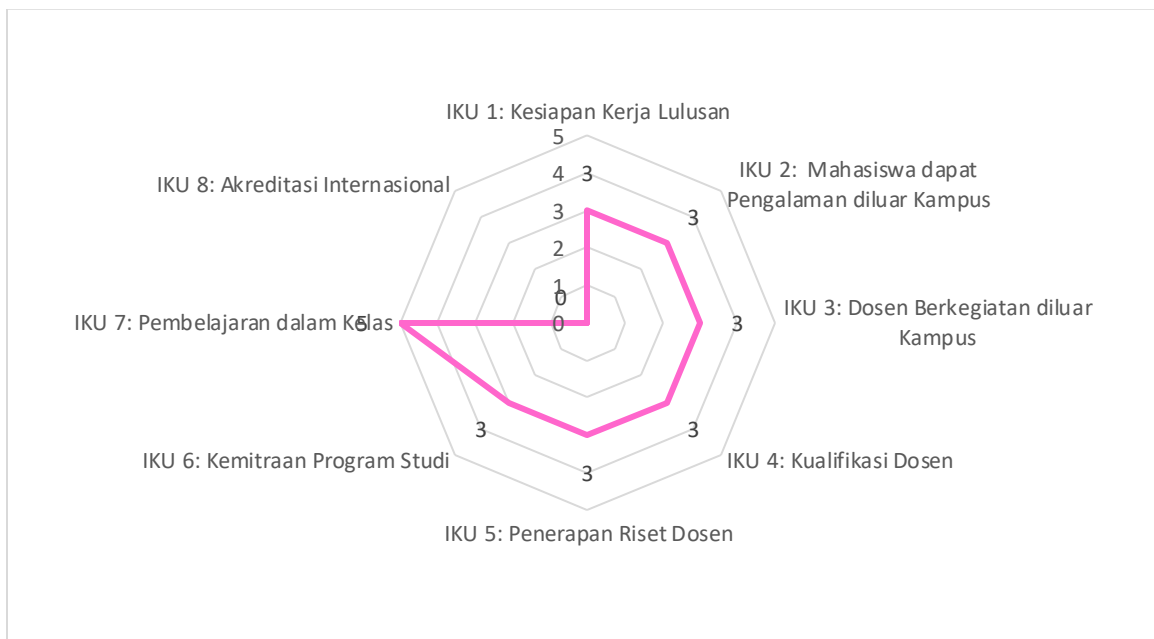 IKU 1: Kesiapan Kerja Lulusan
5
4
3
3
2
1
0
0
IKU 2:  Mahasiswa dapat
Pengalaman diluar Kampus
3
IKU 3: Dosen Berkegiatan diluar
Kampus
3
IKU 4: Kualifikasi Dosen
3
IKU 5: Penerapan Riset Dosen
3
IKU 6: Kemitraan Program Studi
3
IKU 7: Pembelajaran dalam Kelas
5
IKU 8: Akreditasi Internasional